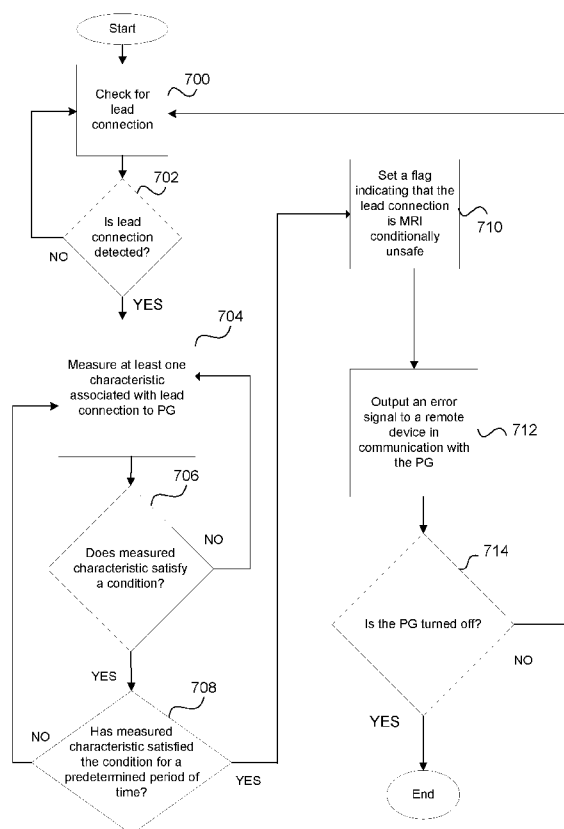 Start
Check for
lead
connection
700
702
Is lead
connection
detected?
NO
YES
704
Measure at least one
characteristic
associated with lead
connection to PG
706
Does measured
characteristic satisfy
a condition?
NO
YES
708
Has measured
characteristic satisfied
the condition for a
predetermined period of
time?
NO
YES
Set a flag
indicating that the
lead connection
is MRI
conditionally
unsafe
710
Output an error
signal to a remote
device in
communication with
the PG
712
714
Is the PG turned off?
NO
YES
End